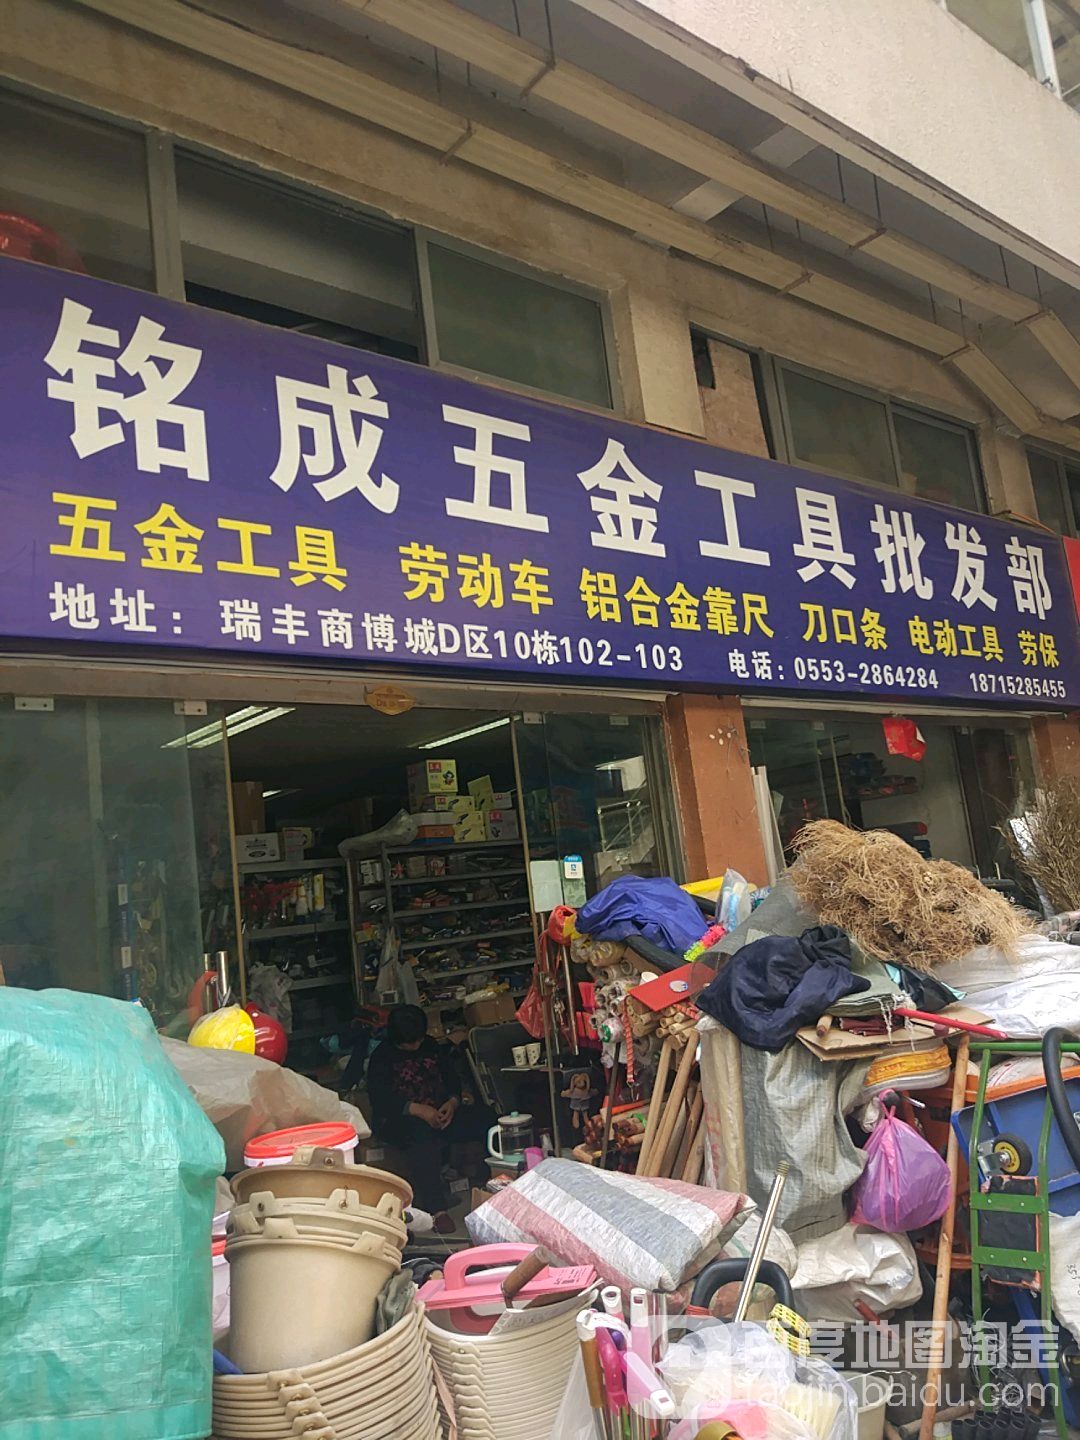 铭成五金工具批发部
五金工具 劳动车 铝合金靠尺 刀口条 电动工具 劳保
地址：瑞丰商博城D区10栋102-103 电话：0553-2864284 18715285455
百度地图淘金
taojin.baidu.com